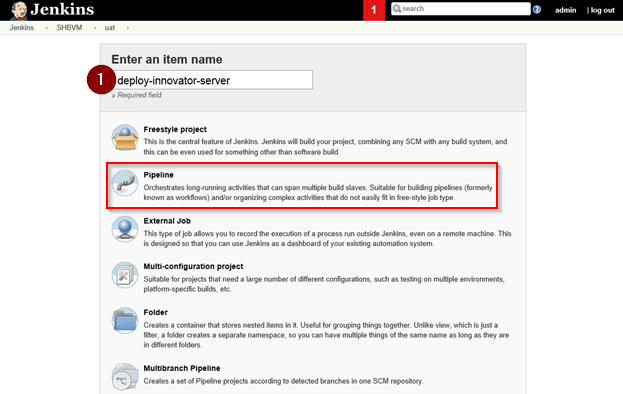 Jenkins
1
search
admin
| log out
Jenkins
SHBVM
uat
Enter an item name
1
deploy-innovator-server
» Required field
Freestyle project
This is the central feature of Jenkins. Jenkins will build your project, combining any SCM with any build system, and
this can be even used for something other than software build.
Pipeline
Orchestrates long-running activities that can span multiple build slaves. Suitable for building pipelines (formerly
known as workflows) and/or organizing complex activities that do not easily fit in free-style job type.
External Job
This type of job allows you to record the execution of a process run outside Jenkins, even on a remote machine. This
is designed so that you can use Jenkins as a dashboard of your existing automation system.
Multi-configuration project
Suitable for projects that need a large number of different configurations, such as testing on multiple environments,
platform-specific builds, etc.
Folder
Creates a container that stores nested items in it. Useful for grouping things together. Unlike view, which is just a
filter, a folder creates a separate namespace, so you can have multiple things of the same name as long as they are
in different folders.
Multibranch Pipeline
Creates a set of Pipeline projects according to detected branches in one SCM repository.